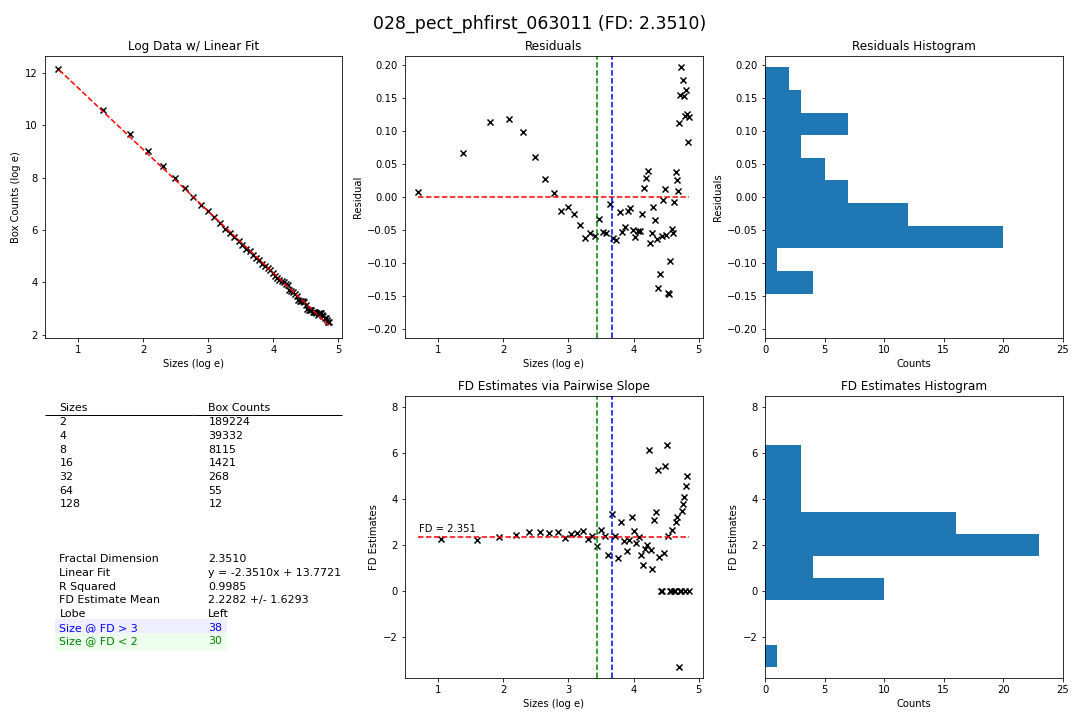 028_pect_phfirst_063011 (FD: 2.3510)
Log Data w/ Linear Fit
Box Counts (log e)
12
10
8
6
4
2
1
2
3
4
5
Sizes (log e)
Residuals
Residual
0.20
0.15
0.10
0.05
0.00
−0.05
−0.10
−0.15
−0.20
1
2
3
4
5
Sizes (log e)
Residuals Histogram
Residuals
0.20
0.15
0.10
0.05
0.00
−0.05
−0.10
−0.15
−0.20
0
5
10
15
20
25
Counts
Sizes Box Counts
2 189224
4 39332
8 8115
16 1421
32 268
64 55
128 12
Fractal Dimension 2.3510
Linear Fit y = -2.3510x + 13.7721
R Squared 0.9985
FD Estimate Mean 2.2282 +/- 1.6293
Lobe Left
Size @ FD > 3 38
Size @ FD < 2 30
FD Estimates via Pairwise Slope
FD Estimates
8
6
4
2
0
−2
FD = 2.351
1
2
3
4
5
Sizes (log e)
FD Estimates Histogram
FD Estimates
8
6
4
2
0
−2
0
5
10
15
20
25
Counts